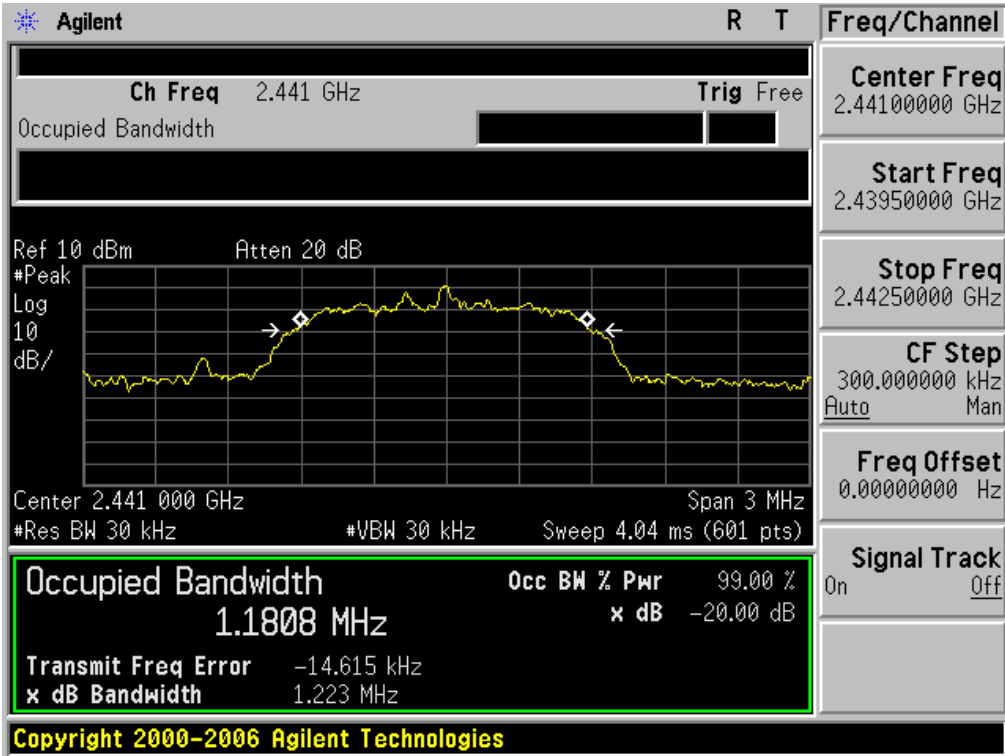 Agilent R T
Ch Freq 2.441 GHz Trig Free
Occupied Bandwidth
Ref 10 dBm Atten 20 dB
#Peak
Log
10
dB/
Center 2.441 000 GHz Span 3 MHz
#Res BW 30 kHz #VBW 30 kHz Sweep 4.04 ms (601 pts)
Occupied Bandwidth Occ BW % Pwr 99.00 %
1.1808 MHz x dB -20.00 dB
Transmit Freq Error -14.615 kHz
x dB Bandwidth 1.223 MHz
Copyright 2000-2006 Agilent Technologies
Freq/Channel
Center Freq
2.44100000 GHz
Start Freq
2.43950000 GHz
Stop Freq
2.44250000 GHz
CF Step
300.000000 kHz
Auto Man
Freq Offset
0.00000000 Hz
Signal Track
On Off